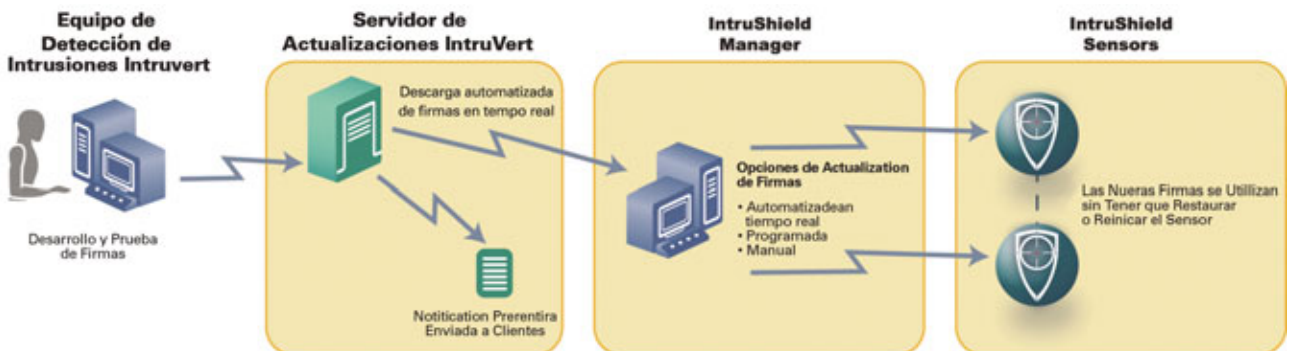 Equipo de
Detección de
Intrusiones Intruvert
Desarrollo y Prueba
de Firmas
Servidor de
Actualizaciones IntruVert
Descarga automatizada
de firmas en tempo real
Notitication Prerentira
Enviada a Clientes
IntruShield
Manager
Opciones de Actualization
de Firmas
• Automatizadean
tiempo real
• Programada
• Manual
IntruShield
Sensors
Las Nueras Firmas se Utillizan
sin Tener que Restaurar
o Reinicar el Sensor